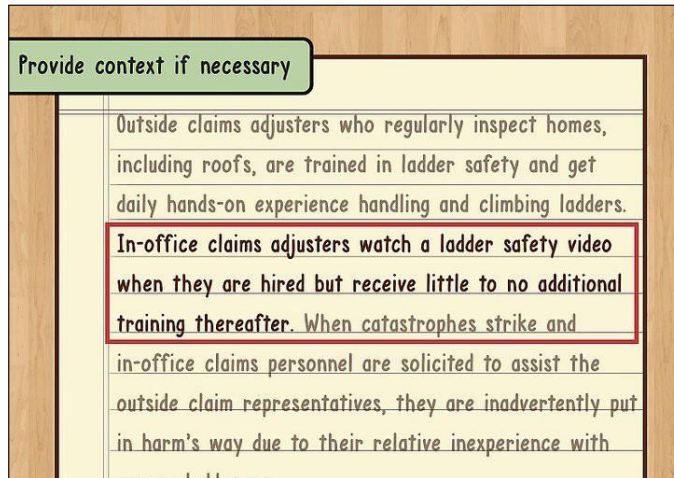 Provide context if necessary
Outside claims adjusters who regularly inspect homes,
including roofs, are trained in ladder safety and get
daily hands-on experience handling and climbing ladders.
In-office claims adjusters watch a ladder safety video
when they are hired but receive little to no additional
training thereafter. When catastrophes strike and
in-office claims personnel are solicited to assist the
outside claim representatives, they are inadvertently put
in harm's way due to their relative inexperience with